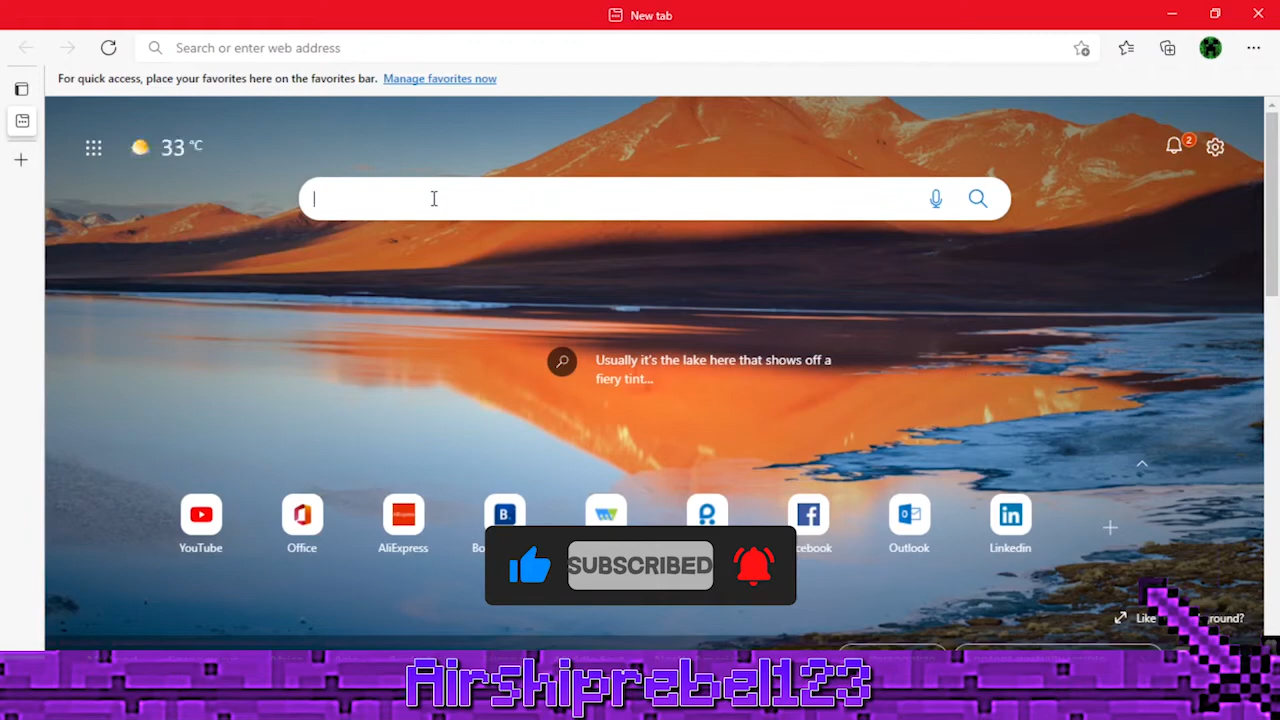 New tab
Search or enter web address
For quick access, place your favorites here on the favorites bar. Manage favorites now
33 °C
2
Usually it's the lake here that shows off a
fiery tint...
B.
YouTube
Office
AliExpress
Outlook
Linkedin
SUBSCRIBED
Like
Airshiprebel123